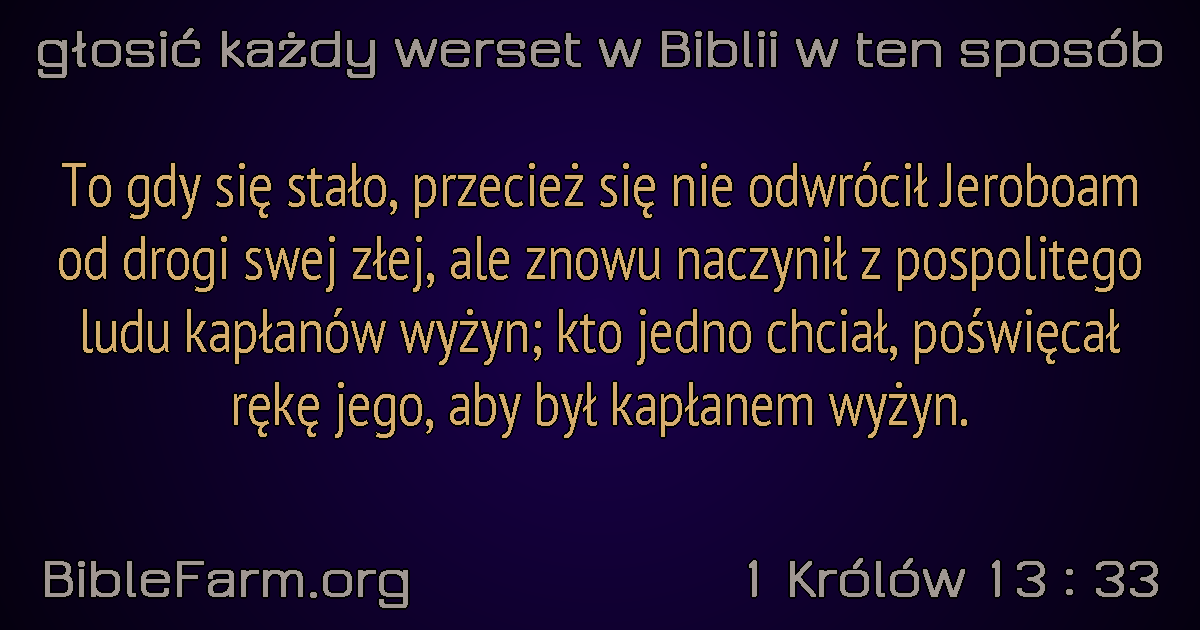 głosić każdy werset w Biblii w ten sposób
To gdy się stało, przecież się nie odwrócił Jeroboam
od drogi swej złej, ale znowu naczynił z pospolitego
ludu kapłanów wyżyn; kto jedno chciał, poświęcał
rękę jego, aby był kapłanem wyżyn.
BibleFarm.org
1 Królów 13 : 33